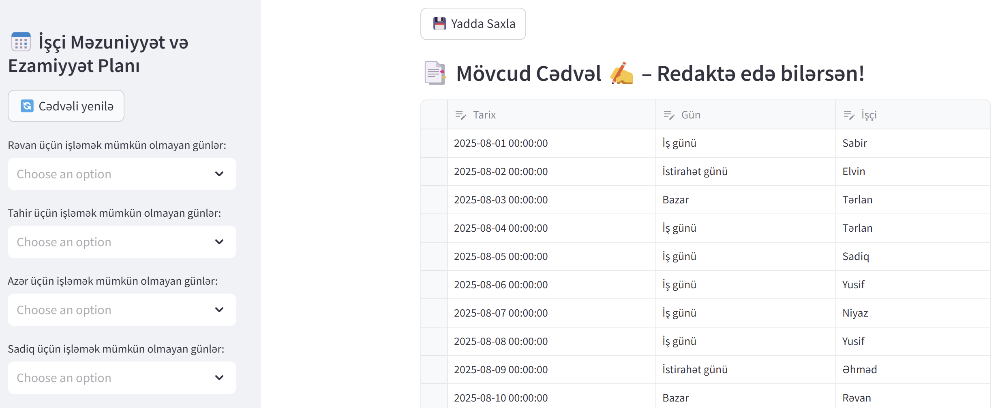 İşçi Məzuniyyət və
Ezamiyyət Planı
Cədvəli yenilə
Rəvan üçün işləmək mümkün olmayan günlər:
Choose an option
Tahir üçün işləmək mümkün olmayan günlər:
Choose an option
Azər üçün işləmək mümkün olmayan günlər:
Choose an option
Sadiq üçün işləmək mümkün olmayan günlər:
Choose an option
Yadda Saxla
Mövcud Cədvəl ✍️ – Redaktə edə bilərsən!
Tarix Gün İşçi
2025-08-01 00:00:00 İş günü Sabir
2025-08-02 00:00:00 İstirahət günü Elvin
2025-08-03 00:00:00 Bazar Tərlan
2025-08-04 00:00:00 İş günü Tərlan
2025-08-05 00:00:00 İş günü Sadiq
2025-08-06 00:00:00 İş günü Yusif
2025-08-07 00:00:00 İş günü Niyaz
2025-08-08 00:00:00 İş günü Yusif
2025-08-09 00:00:00 İstirahət günü Əhməd
2025-08-10 00:00:00 Bazar Rəvan